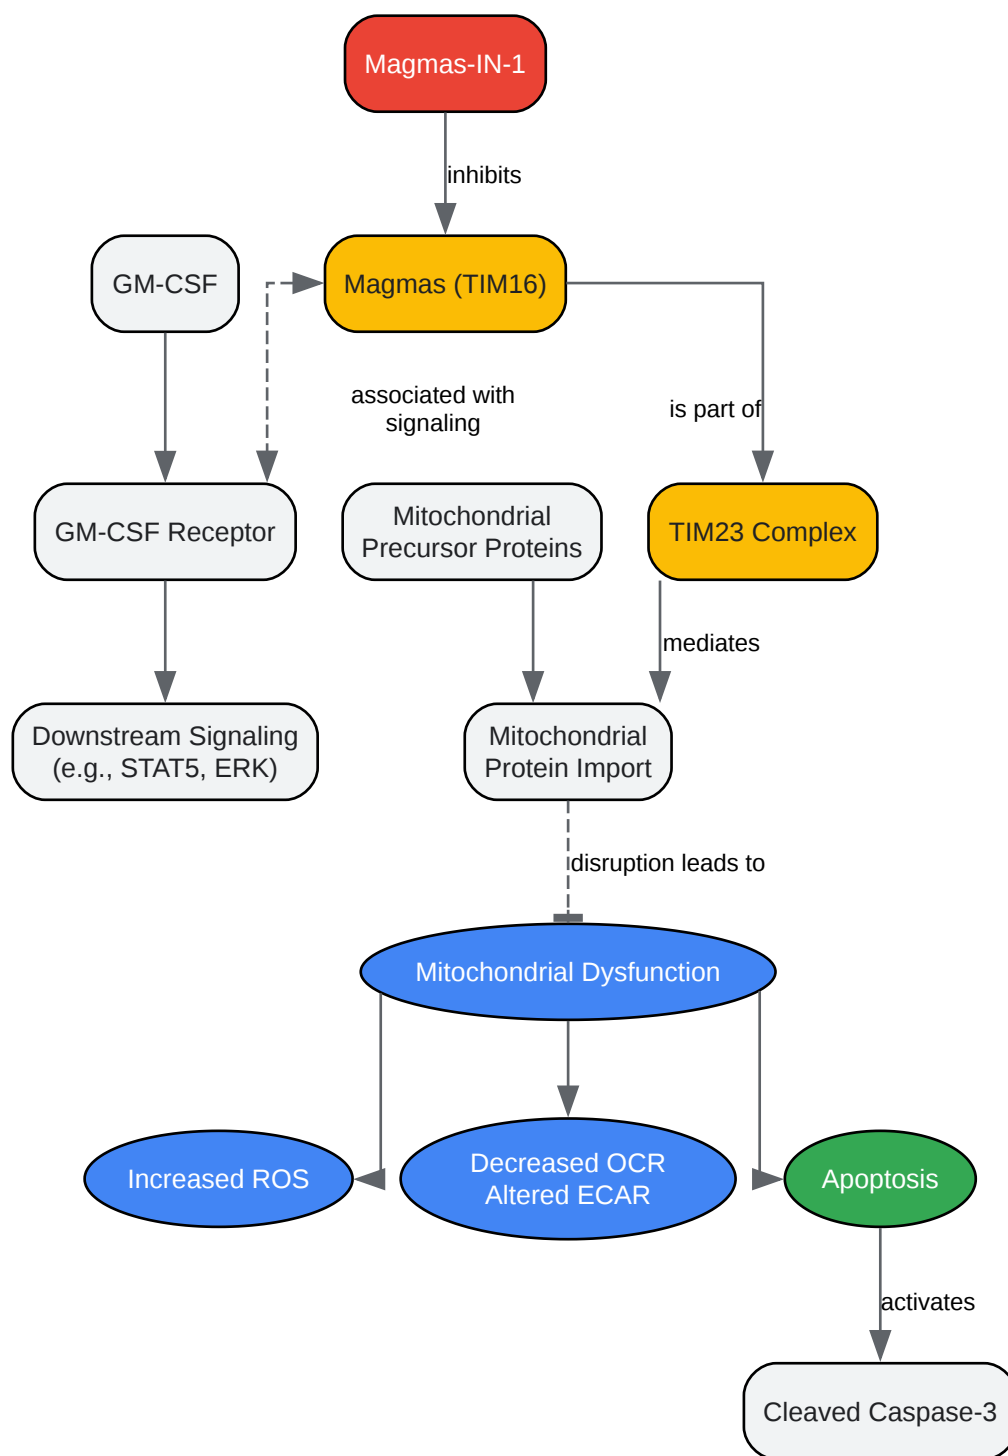 Magmas-IN-1
inhibits
GM-CSF
Magmas (TIM16)
associated with
signaling
is part of
GM-CSF Receptor
Mitochondrial
Precursor Proteins
TIM23 Complex
mediates
Downstream Signaling
(e.g., STAT5, ERK)
Mitochondrial
Protein Import
disruption leads to
Mitochondrial Dysfunction
Increased ROS
Decreased OCR
Altered ECAR
Apoptosis
activates
Cleaved Caspase-3